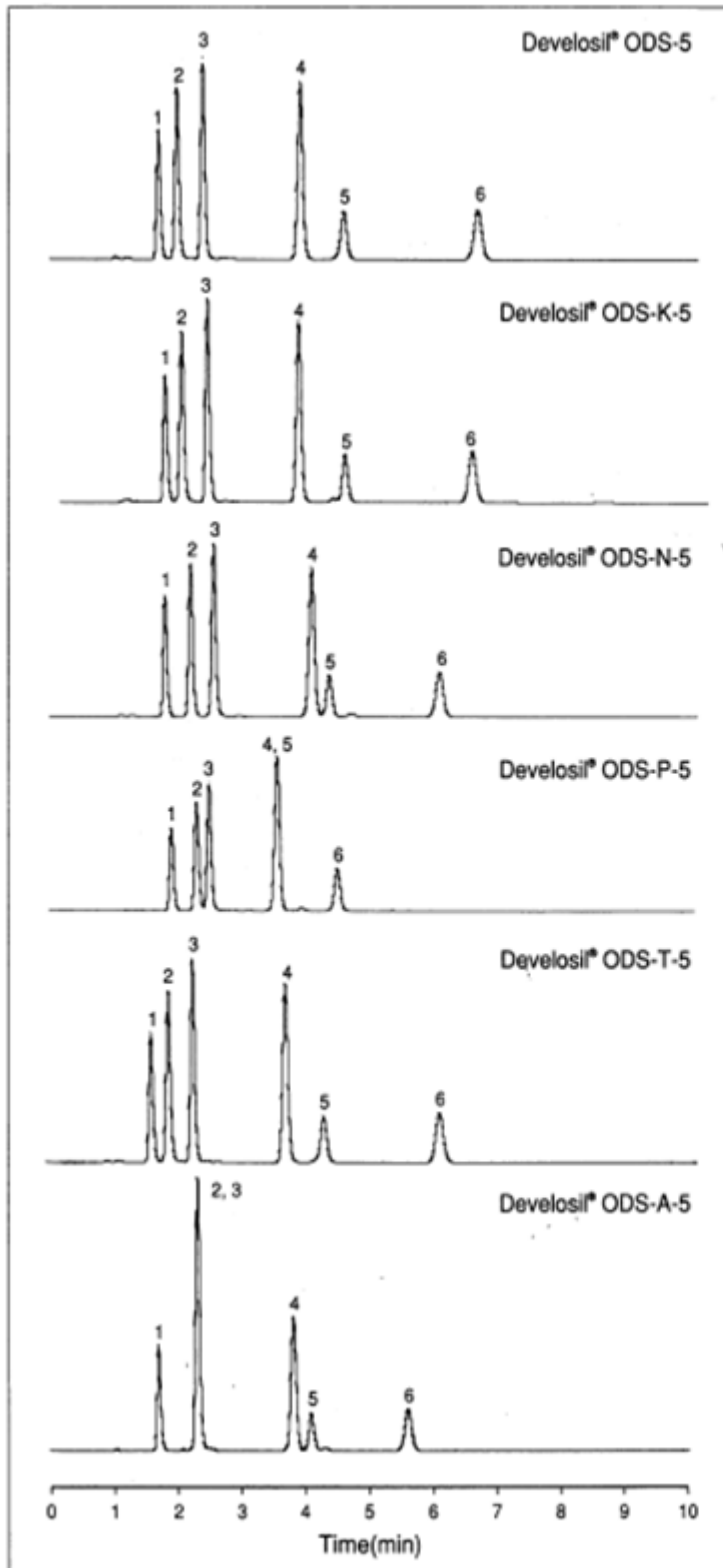 Develosil® ODS-5
1 2 3 4 5 6
Develosil® ODS-K-5
1 2 3 4 5 6
Develosil® ODS-N-5
1 2 3 4 5 6
Develosil® ODS-P-5
1 2 3 4, 5 6
Develosil® ODS-T-5
1 2 3 4 5 6
Develosil® ODS-A-5
1 2, 3 4 5 6
0 1 2 3 4 5 6 7 8 9 10
Time(min)